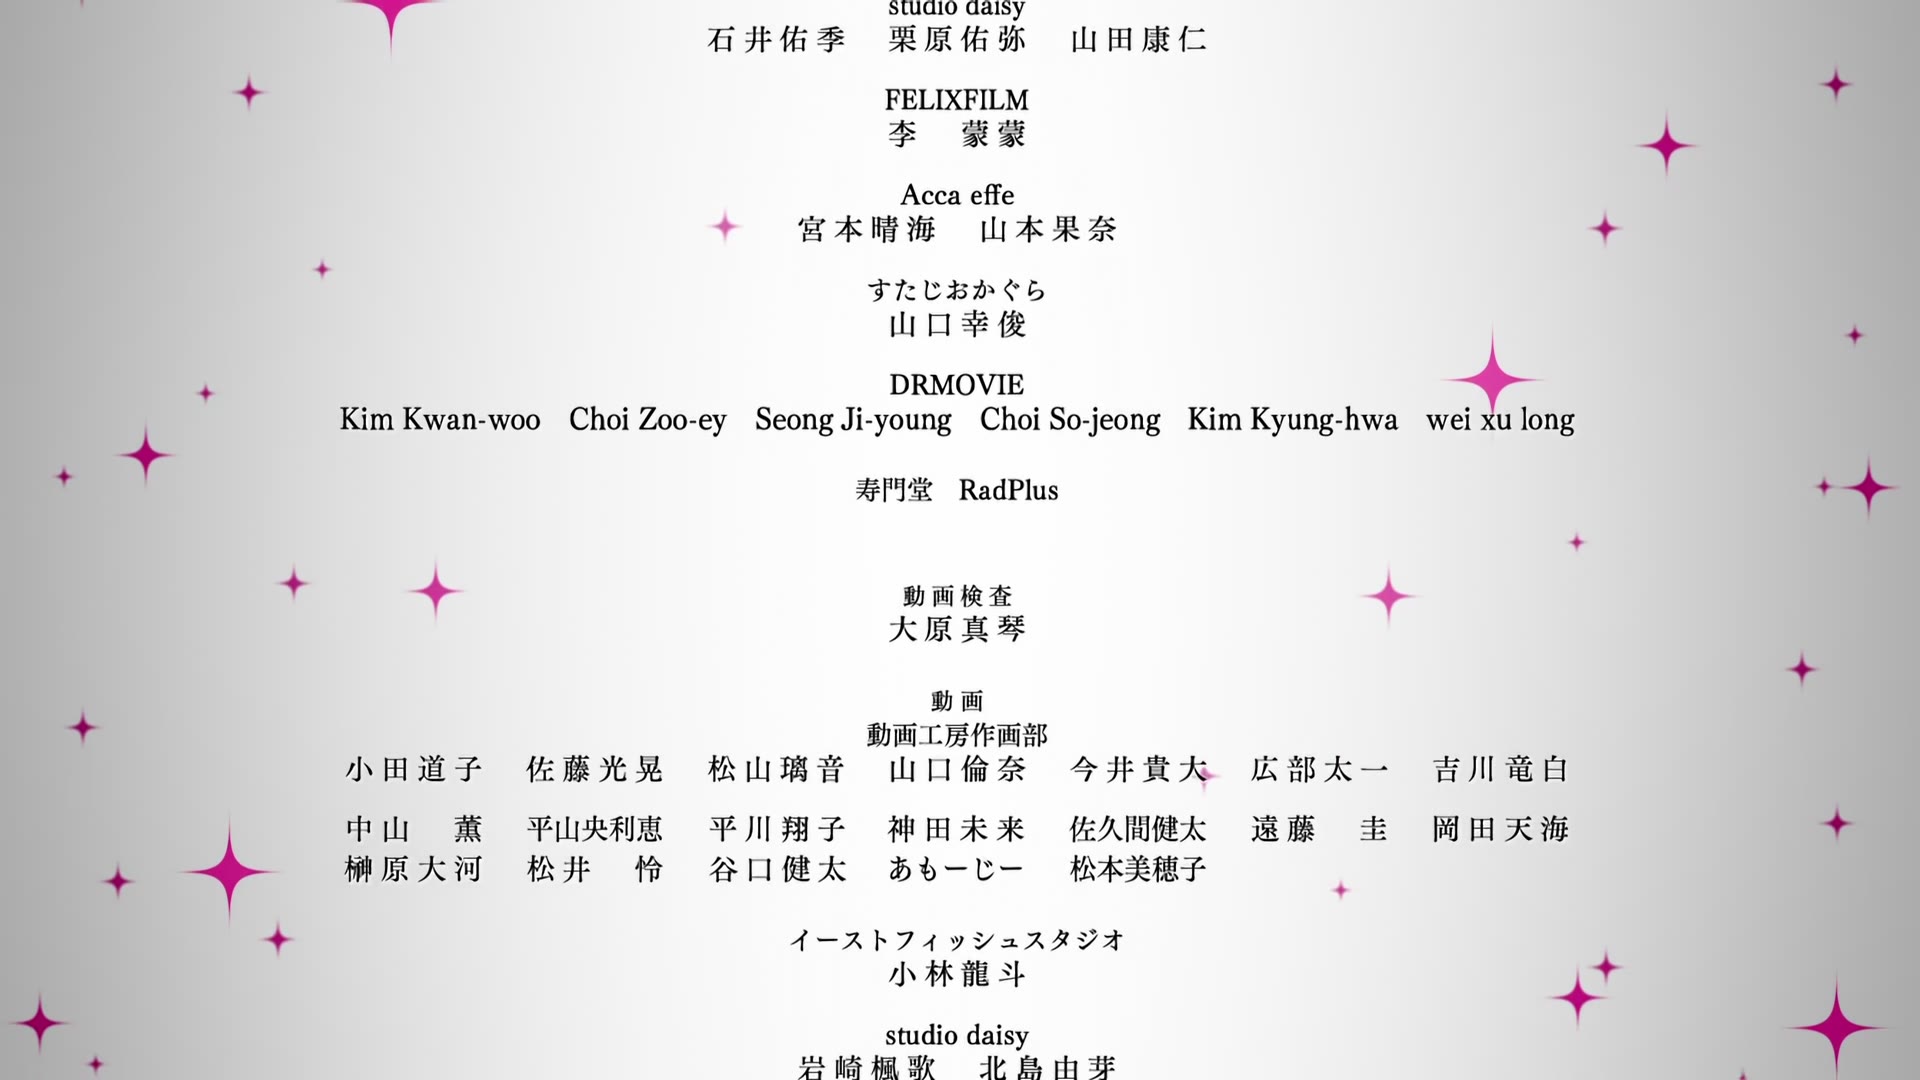 studio daisy
石井佑季 栗原佑弥 山田康仁
FELIXFILM
李 蒙蒙
Acca effe
宮本晴海 山本果奈
すたじおかぐら
山口幸俊
DRMOVIE
Kim Kwan-woo Choi Zoo-ey Seong Ji-young Choi So-jeong Kim Kyung-hwa wei xu long
寿門堂 RadPlus
動画検査
大原真琴
動画
動画工房作画部
小田道子 佐藤光晃 松山璃音 山口倫奈 今井貴大 広部太一 吉川竜白
中山 薫 平山央利恵 平川翔子 神田未来 佐久間健太 遠藤 圭 岡田天海
榊原大河 松井 怜 谷口健太 あもーじー 松本美穂子
イーストフィッシュスタジオ
小林龍斗
studio daisy
岩崎楓歌 北島由芽